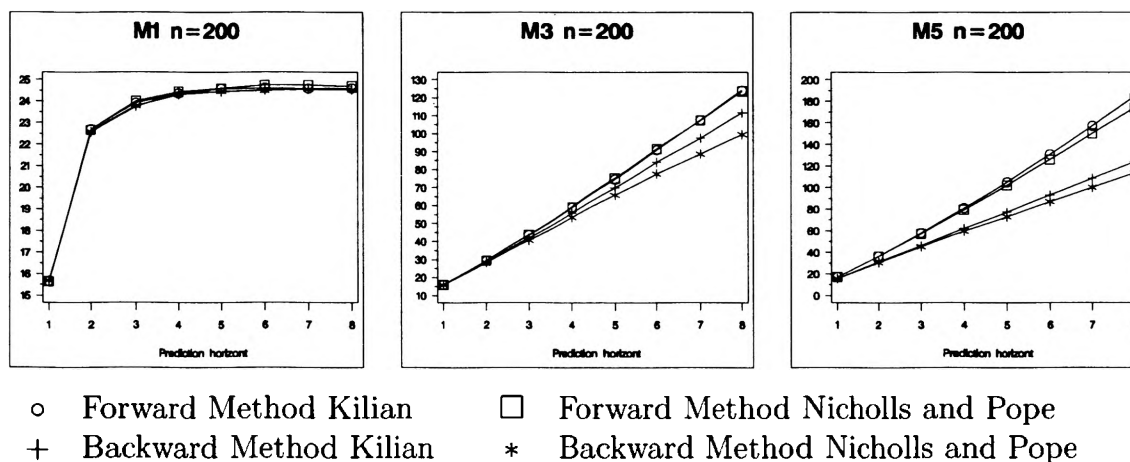 M1 n=200
M3 n=200
M5 n=200
25
24
23
22
21
20
19
18
17
16
15
1 2 3 4 5 6 7 8
Prediction horizont
130
120
110
100
90
80
70
60
50
40
30
20
10
1 2 3 4 5 6 7 8
Prediction horizont
200
180
160
140
120
100
80
60
40
20
0
1 2 3 4 5 6 7
Prediction horizont
Forward Method Kilian
Forward Method Nicholls and Pope
Backward Method Kilian
Backward Method Nicholls and Pope